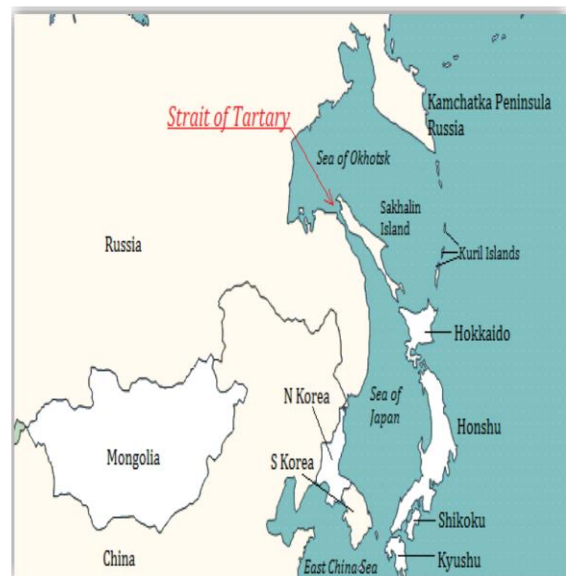 Kamchatka Peninsula
Russia
Strait of Tartary
Sea of Okhotsk
Sakhalin
Island
Russia
Kuril Islands
Hokkaido
N Korea
Sea of
Japan
Honshu
Mongolia
S Korea
Shikoku
China
East China Sea
Kyushu